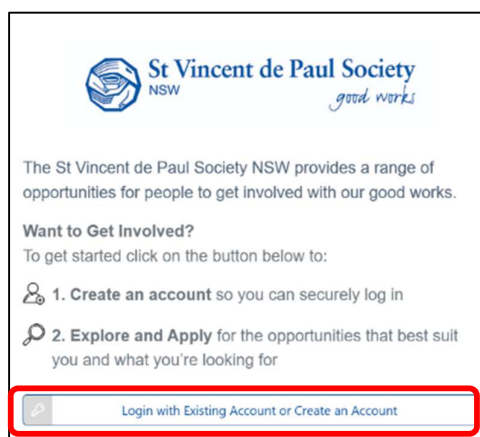 St Vincent de Paul Society
NSW
good works
The St Vincent de Paul Society NSW provides a range of
opportunities for people to get involved with our good works.
Want to Get Involved?
To get started click on the button below to:
1. Create an account so you can securely log in
2. Explore and Apply for the opportunities that best suit
you and what you're looking for
Login with Existing Account or Create an Account